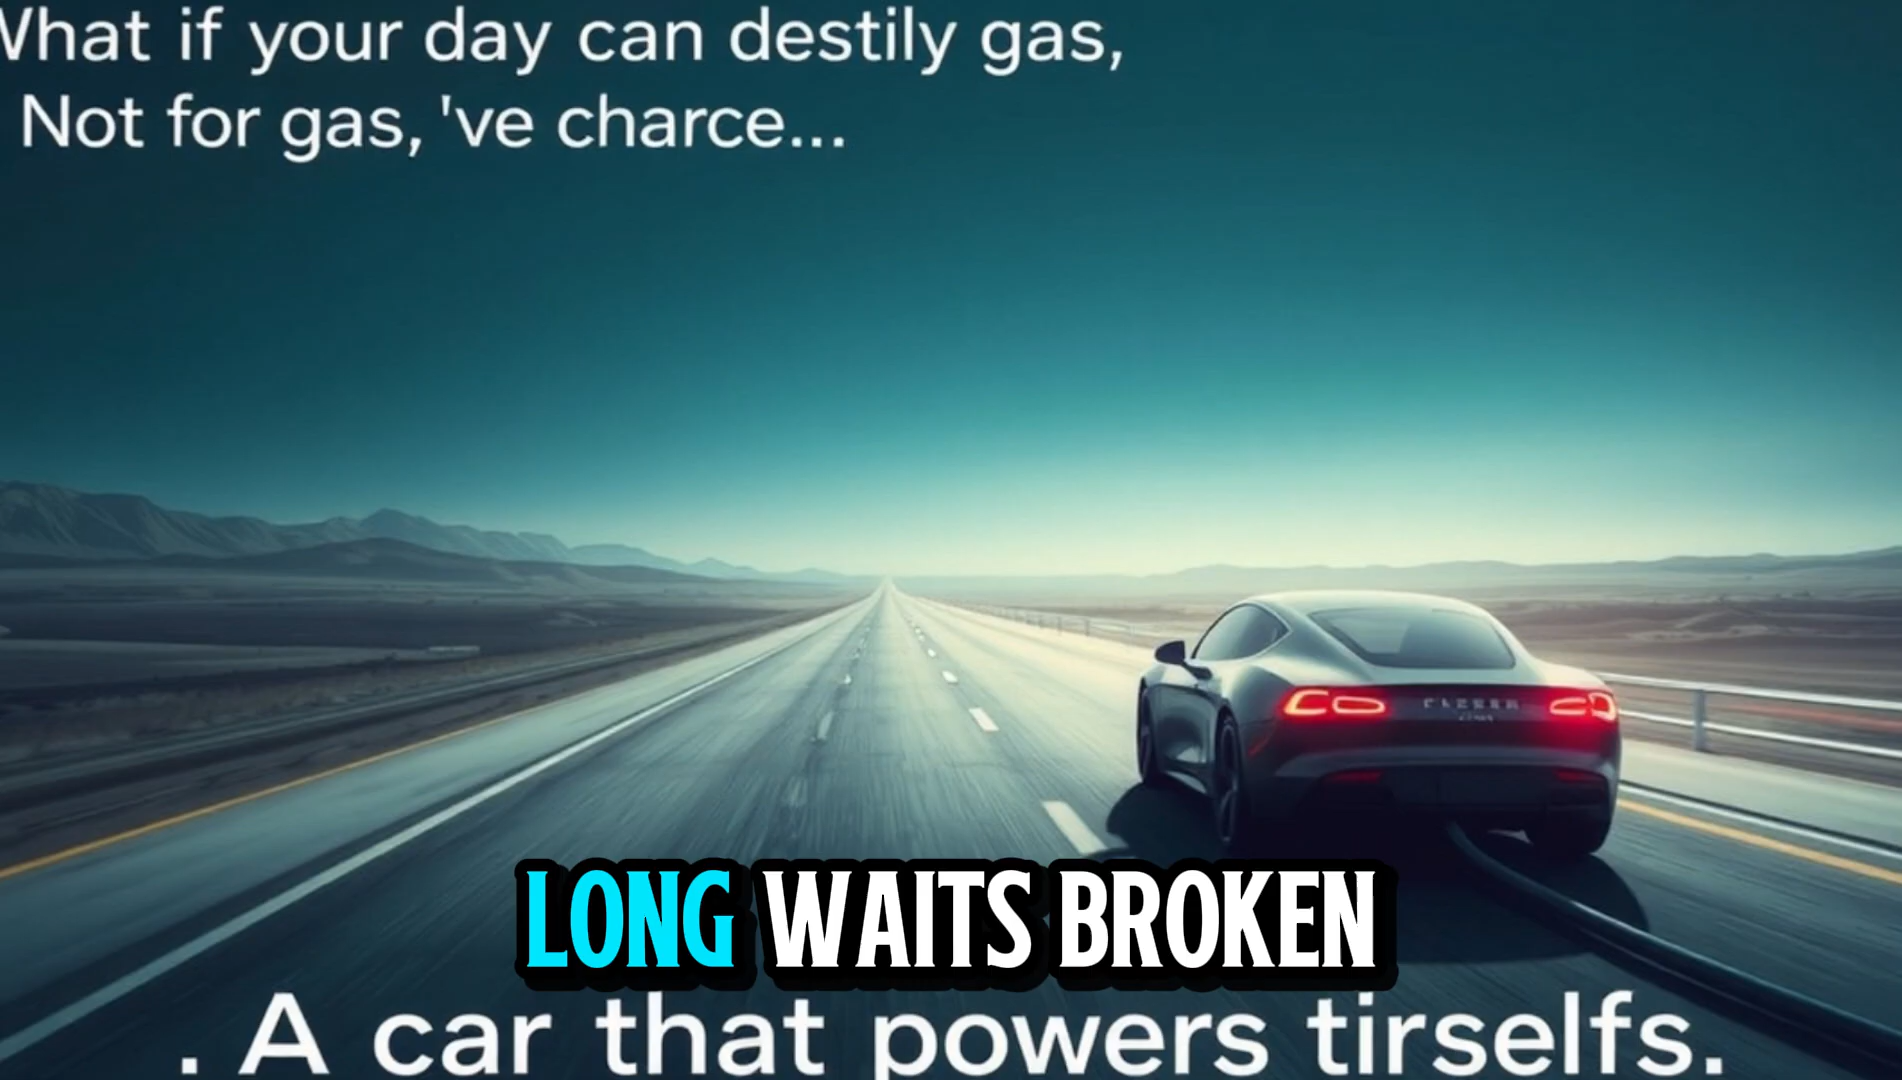 What if your day can destily gas,
Not for gas, 've charce...
LONG WAITS BROKEN
. A car that powers tirselfs.